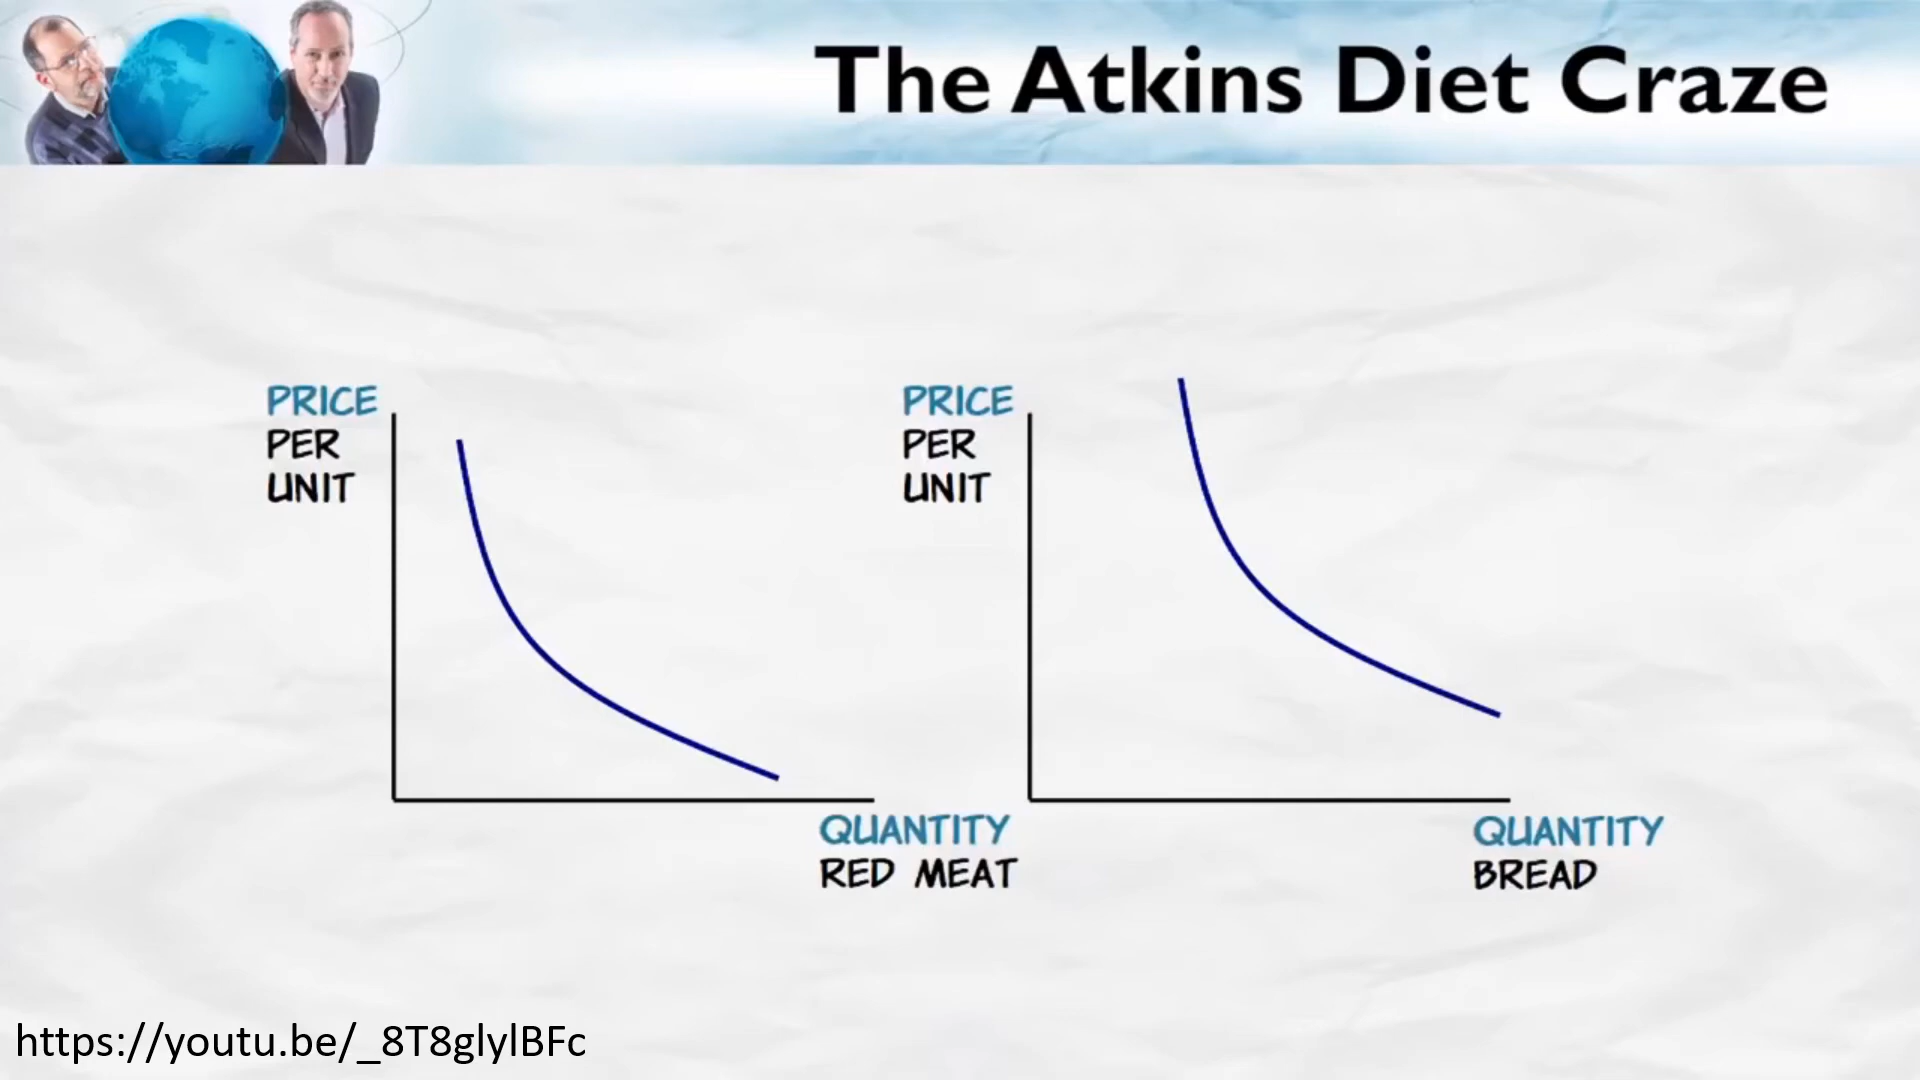 The Atkins Diet Craze
PRICE
PER
UNIT
QUANTITY
RED MEAT
PRICE
PER
UNIT
QUANTITY
BREAD
https://youtu.be/_8T8glylBFc